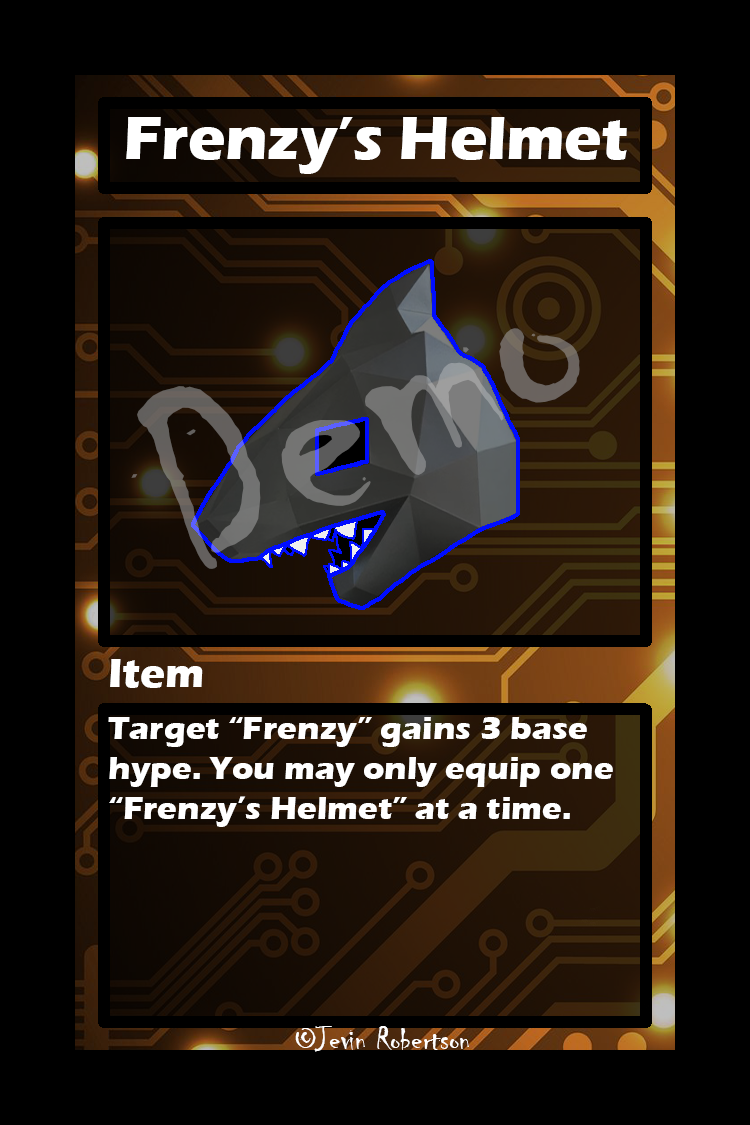 Frenzy’s Helmet
Demo
Item
Target “Frenzy” gains 3 base
hype. You may only equip one
“Frenzy’s Helmet” at a time.
©Jevin Robertson